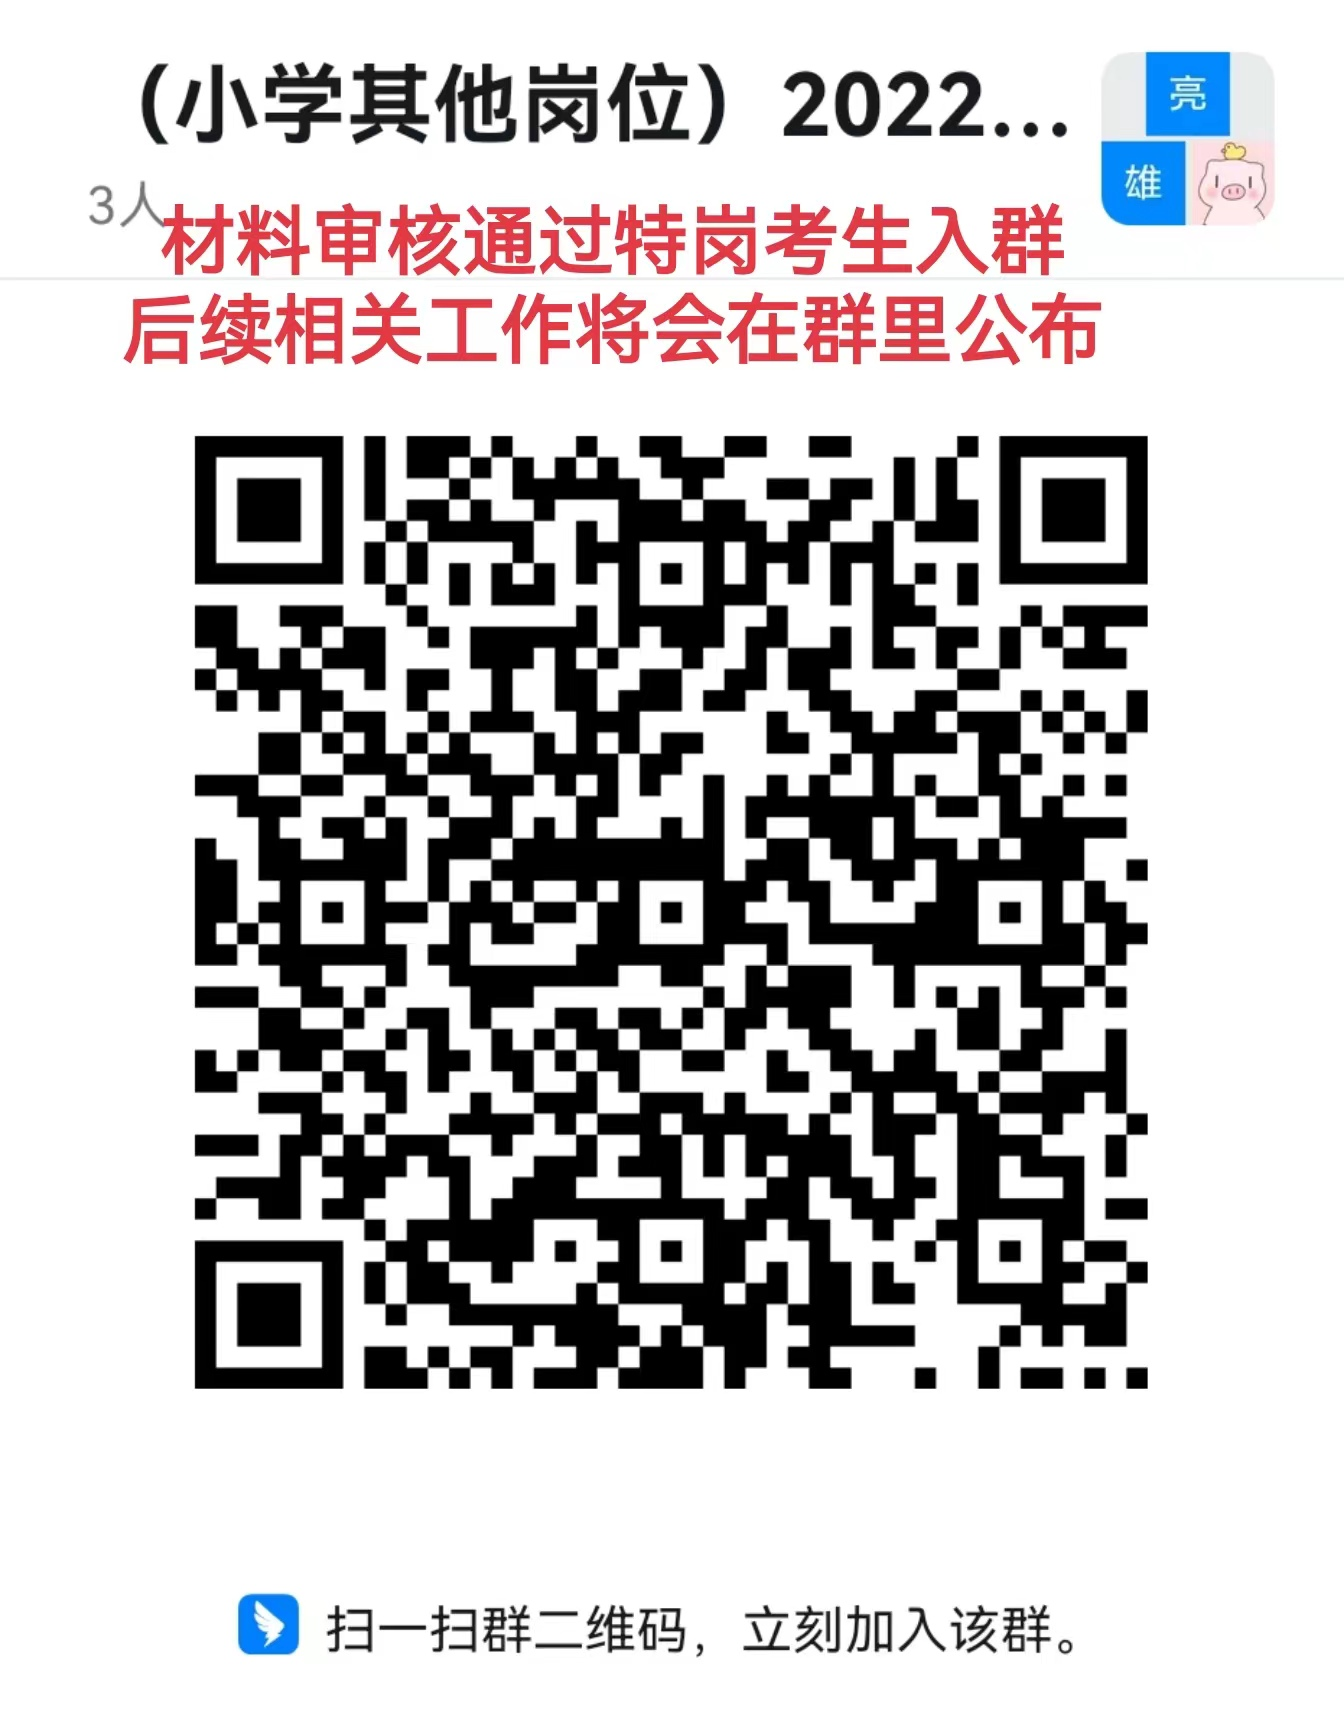 （小学其他岗位）2022...
亮
雄
3人
材料审核通过特岗考生入群
后续相关工作将会在群里公布
扫一扫群二维码，立刻加入该群。